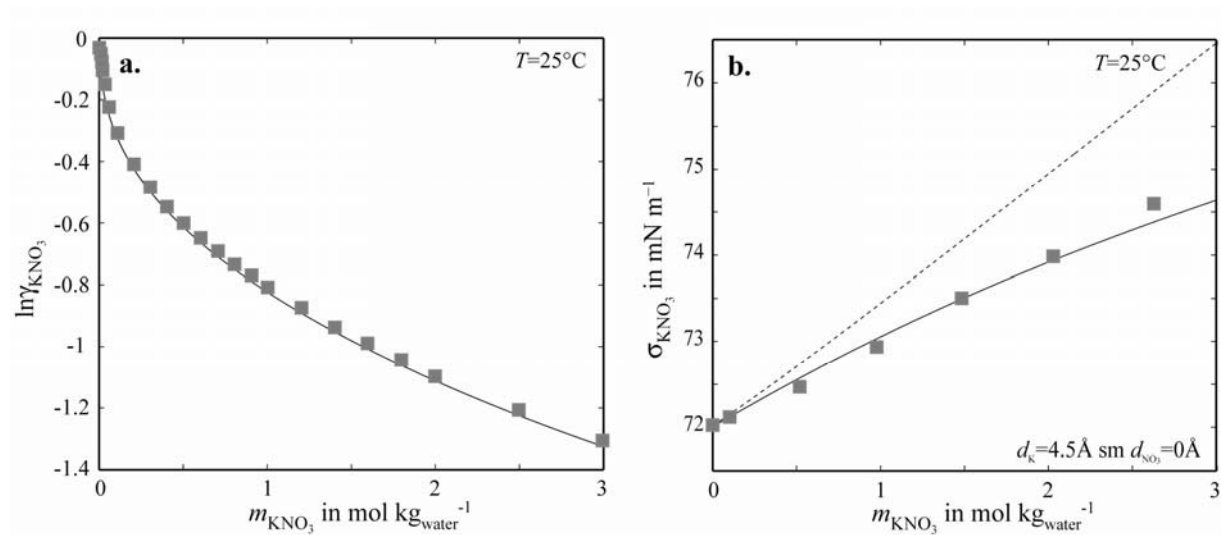 a.
T=25°C
0
-0.2
-0.4
-0.6
-0.8
-1
-1.2
-1.4
lnγKNO3
0 1 2 3
mKNO3 in mol kgwater-1
b.
T=25°C
76
75
74
73
72
σKNO3 in mN m−1
dK=4.5Å sm dNO3=0Å
0 1 2 3
mKNO3 in mol kgwater-1